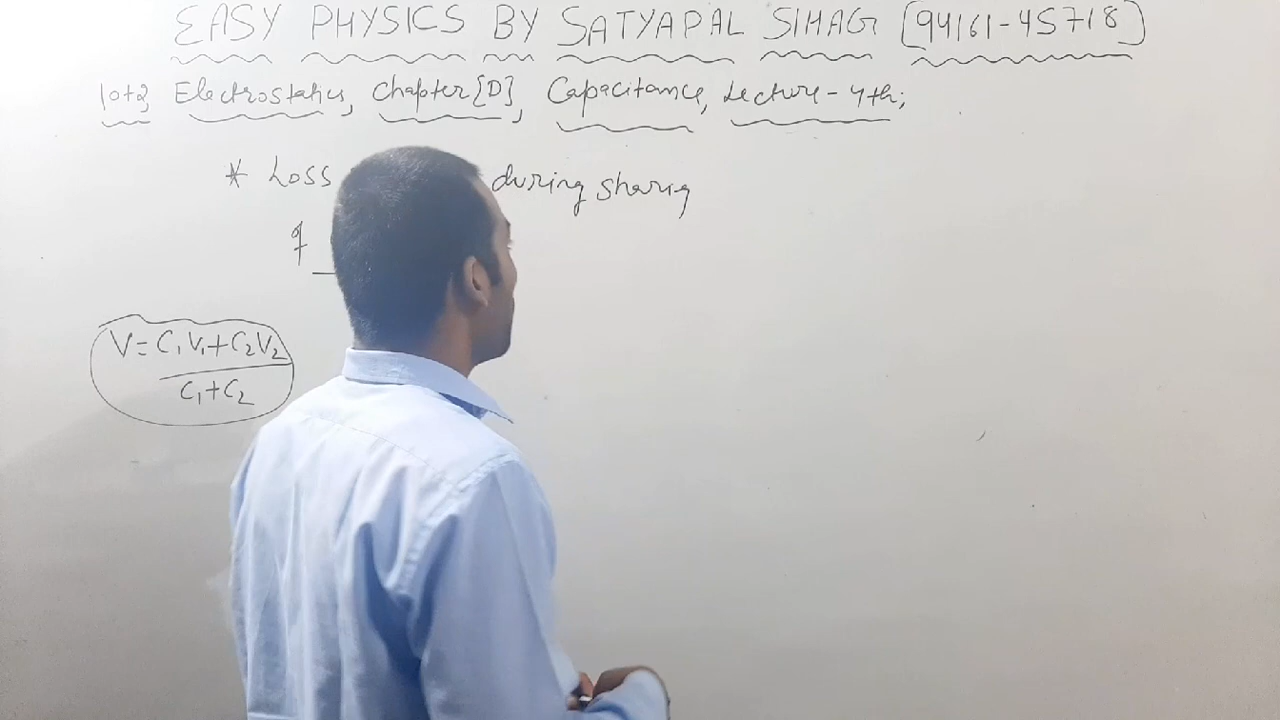 EASY PHYSICS BY SATYAPAL SIHAG [94161-45718]
10+2, Electrostatics, Chapter [D], Capacitance, Lecture - 4th;
* Loss during sharing
V = C₁V₁+C₂V₂
C₁+C₂